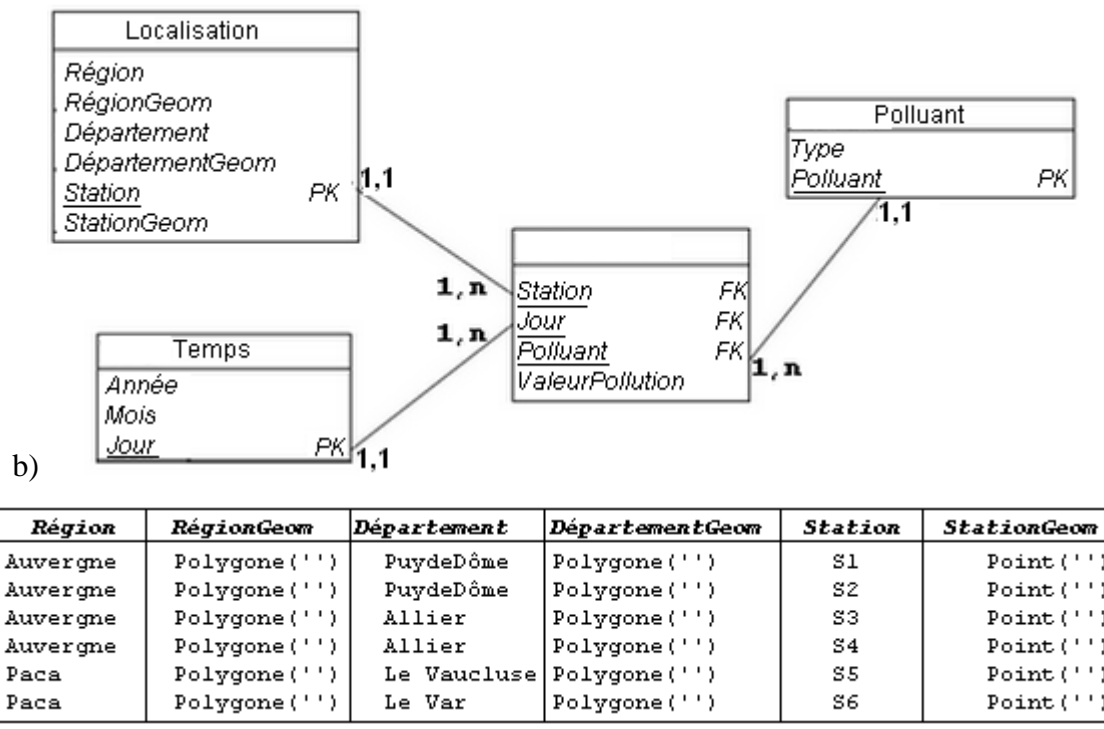 Localisation
Région
RégionGeom
Département
DépartementGeom
Station PK
StationGeom
1,1
Polluant
Type
Polluant PK
1,1
1,n
Station FK
Jour FK
Polluant FK
ValeurPollution
1,n
1,n
Temps
Année
Mois
Jour PK
1,1
b)
Région RégionGeom Département DépartementGeom Station StationGeom
Auvergne Polygone('') PuydeDôme Polygone('') S1 Point('')
Auvergne Polygone('') PuydeDôme Polygone('') S2 Point('')
Auvergne Polygone('') Allier Polygone('') S3 Point('')
Auvergne Polygone('') Allier Polygone('') S4 Point('')
Paca Polygone('') Le Vaucluse Polygone('') S5 Point('')
Paca Polygone('') Le Var Polygone('') S6 Point('')